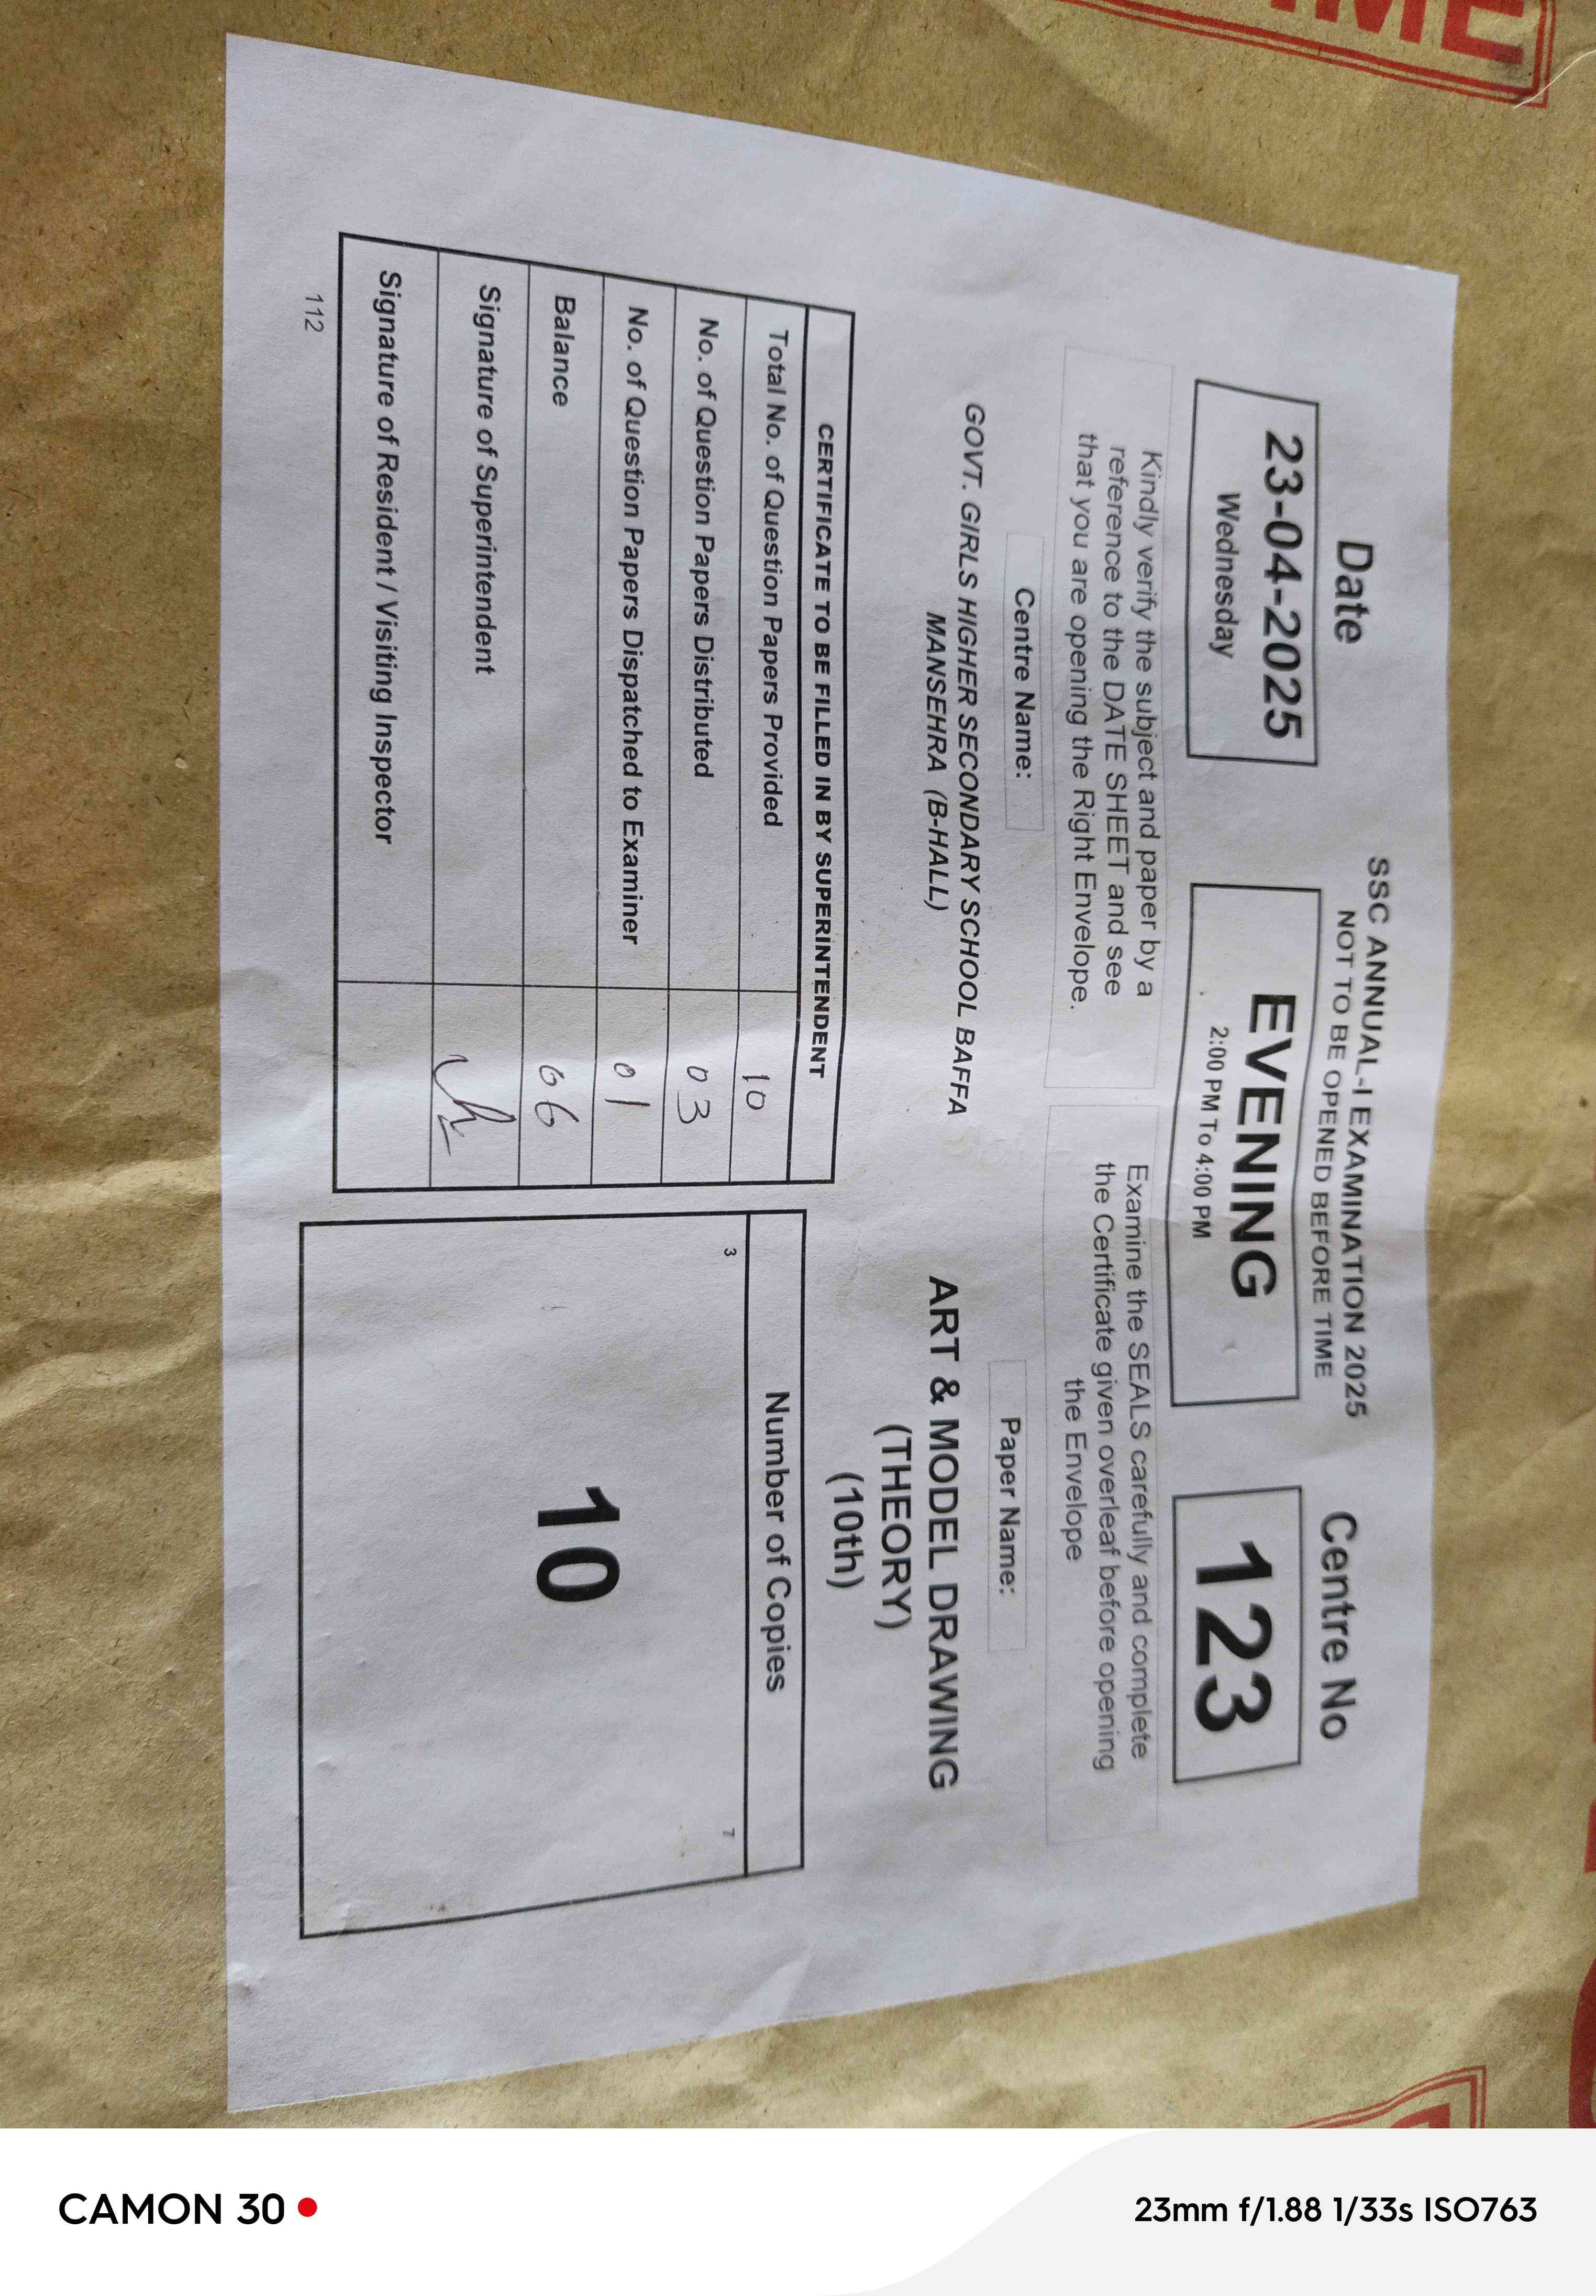 SSC ANNUAL-I EXAMINATION 2025
NOT TO BE OPENED BEFORE TIME
Date
23-04-2025
Wednesday
EVENING
2:00 PM To 4:00 PM
Centre No
123
Kindly verify the subject and paper by a
reference to the DATE SHEET and see
that you are opening the Right Envelope.
Examine the SEALS carefully and complete
the Certificate given overleaf before opening
the Envelope
Centre Name:
GOVT. GIRLS HIGHER SECONDARY SCHOOL BAFFA
MANSEHRA (B-HALL)
Paper Name:
ART & MODEL DRAWING
(THEORY)
(10th)
CERTIFICATE TO BE FILLED IN BY SUPERINTENDENT
Total No. of Question Papers Provided 10
No. of Question Papers Distributed 03
No. of Question Papers Dispatched to Examiner 01
Balance 06
Signature of Superintendent
Signature of Resident / Visiting Inspector
112
Number of Copies
3 7
10
CAMON 30
23mm f/1.88 1/33s ISO763